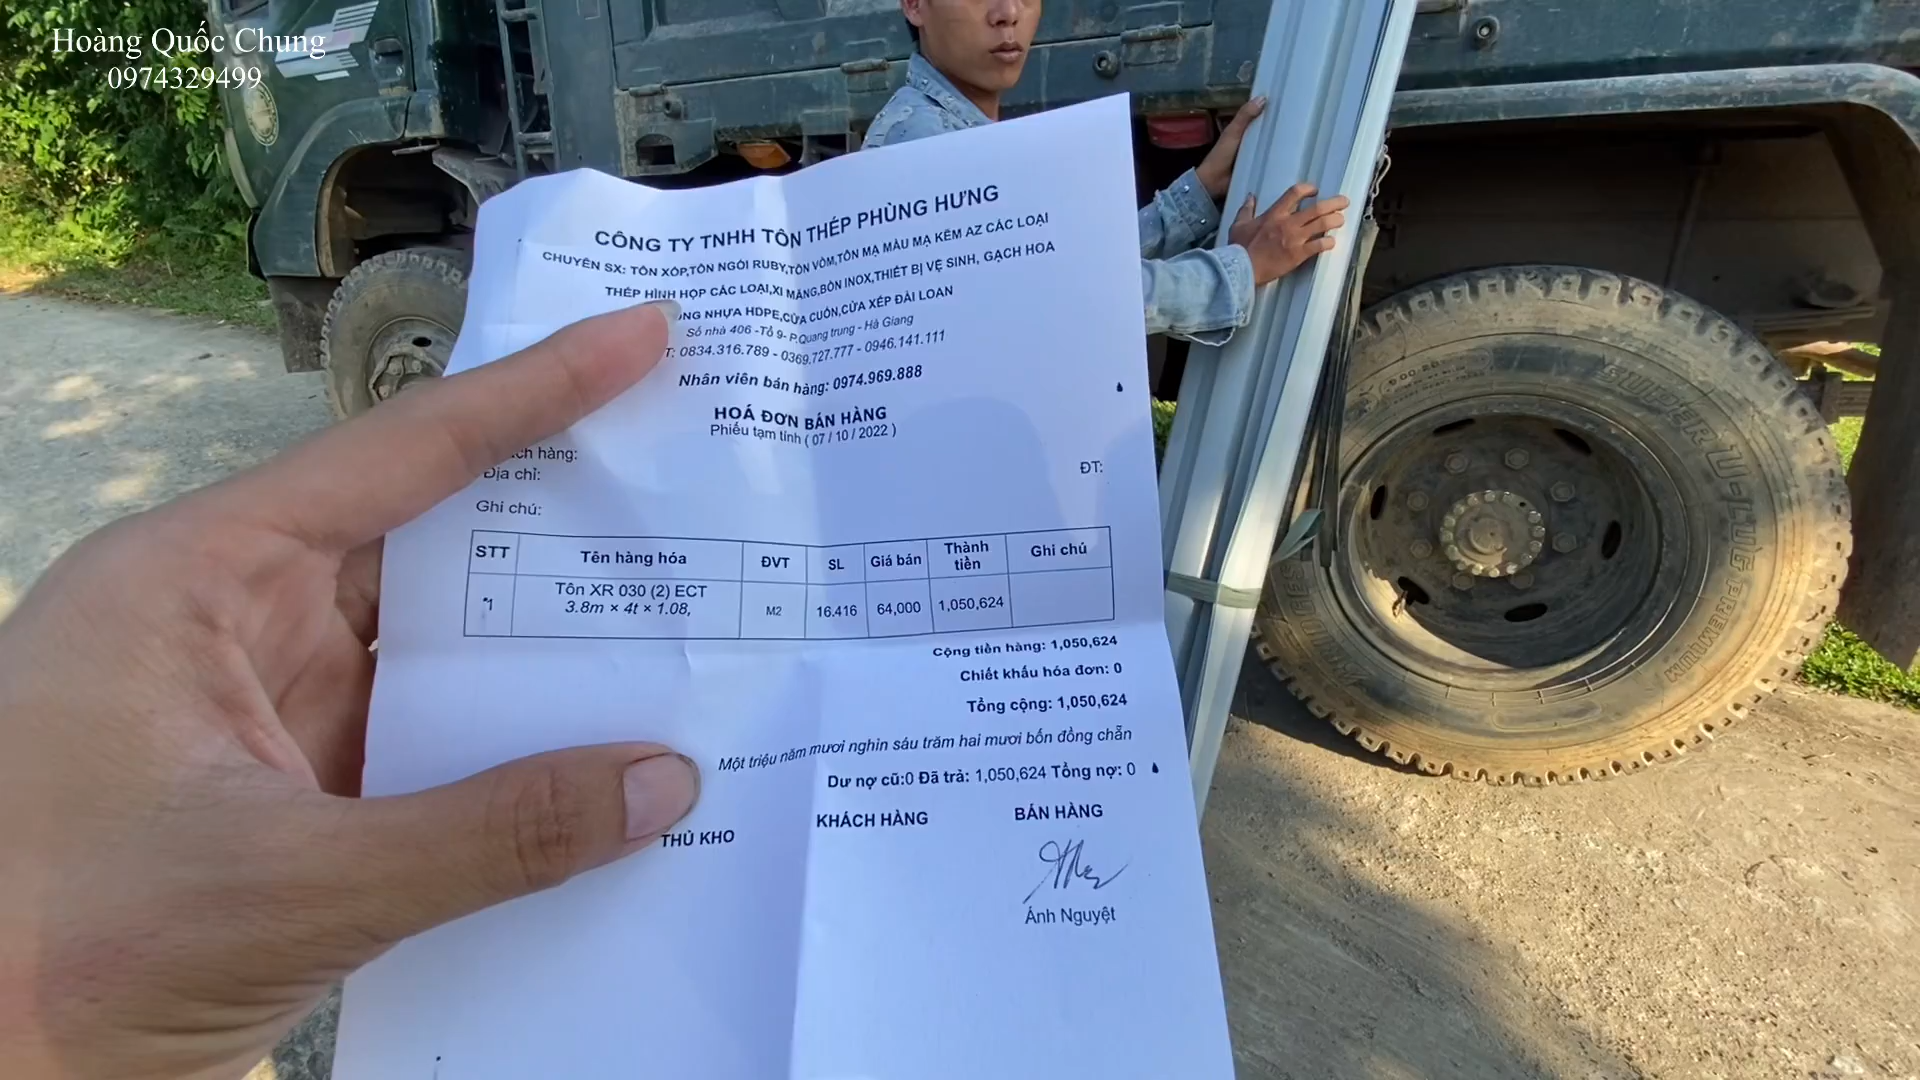 Hoàng Quốc Chung
0974329499
CÔNG TY TNHH TÔN THÉP PHÙNG HƯNG
CHUYÊN SX: TÔN XỐP,TÔN NGÓI RUBY,TÔN VÒM,TÔN MẠ MÀU MẠ KẼM AZ CÁC LOẠI
THÉP HÌNH HỌP CÁC LOẠI,XI MĂNG,BỒN INOX,THIẾT BỊ VỆ SINH, GẠCH HOA
NHỰA HDPE,CỬA CUỐN,CỬA XẾP ĐÀI LOAN
Số nhà 406 -Tổ 9- P.Quang trung - Hà Giang
T: 0834.316.789 - 0369.727.777 - 0946.141.111
Nhân viên bán hàng: 0974.969.888
HOÁ ĐƠN BÁN HÀNG
Phiếu tạm tính ( 07 / 10 / 2022 )
hàng:
Địa chỉ: ĐT:
Ghi chú:
STT Tên hàng hóa ĐVT SL Giá bán Thành tiền Ghi chú
1 Tôn XR 030 (2) ECT M2 16.416 64,000 1,050,624
3.8m × 4t × 1.08,
Cộng tiền hàng: 1,050,624
Chiết khấu hóa đơn: 0
Tổng cộng: 1,050,624
Một triệu năm mươi nghìn sáu trăm hai mươi bốn đồng chẵn
Dư nợ cũ:0 Đã trả: 1,050,624 Tổng nợ: 0
THỦ KHO KHÁCH HÀNG BÁN HÀNG
Ánh Nguyệt
SUPER U-LUG PREMIUM